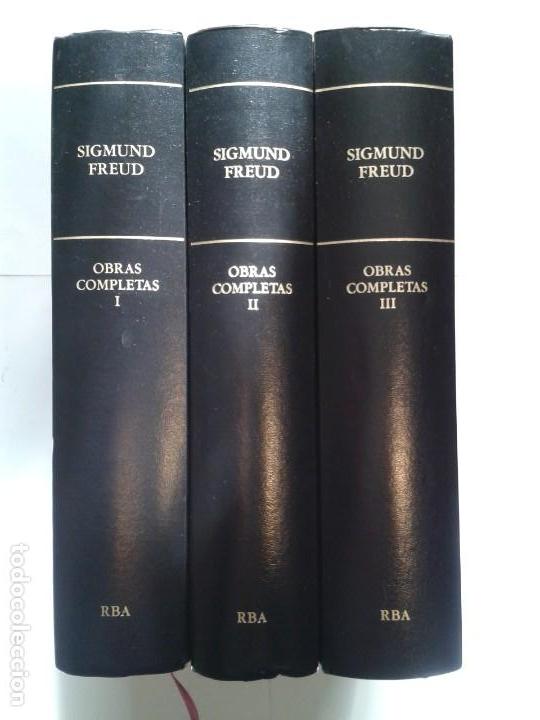 SIGMUND
FREUD
OBRAS
COMPLETAS
I
RBA
SIGMUND
FREUD
OBRAS
COMPLETAS
II
RBA
SIGMUND
FREUD
OBRAS
COMPLETAS
III
RBA
todocoleccion